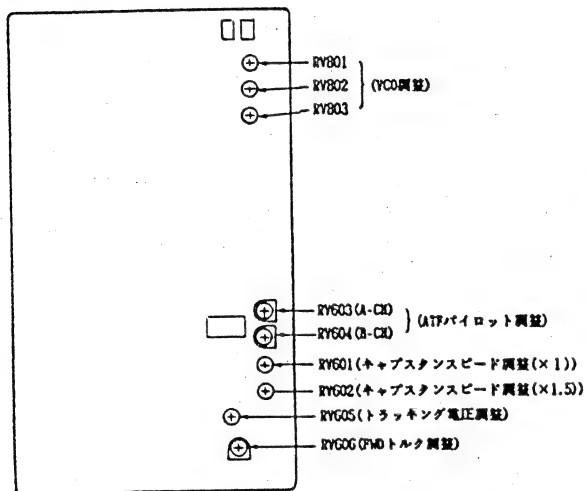 RV801
RV802 (VCO調整)
RV803
RV603(A-CH)
RV604(B-CH) (ATFパイロット調整)
RV601(キャプスタンスピード調整(×1))
RV602(キャプスタンスピード調整(×1.5))
RV605(トラッキング電圧調整)
RV606(FWDトルク調整)